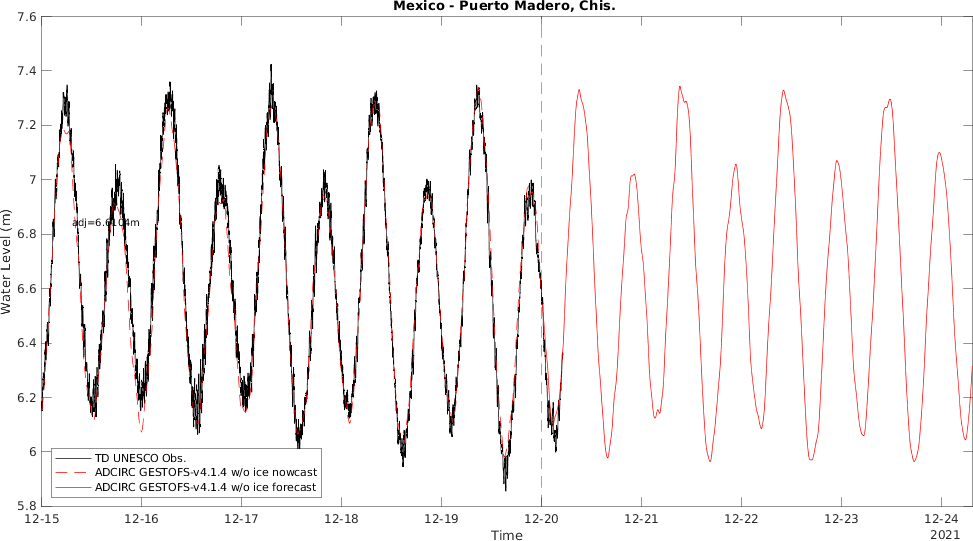 Mexico - Puerto Madero, Chis.
7.6
7.4
7.2
7
6.8
6.6
6.4
6.2
6
5.8
Water Level (m)
adj=6.6104m
TD UNESCO Obs.
ADCIRC GESTOFS-v4.1.4 w/o ice nowcast
ADCIRC GESTOFS-v4.1.4 w/o ice forecast
12-15 12-16 12-17 12-18 12-19 12-20 12-21 12-22 12-23 12-24
Time
2021